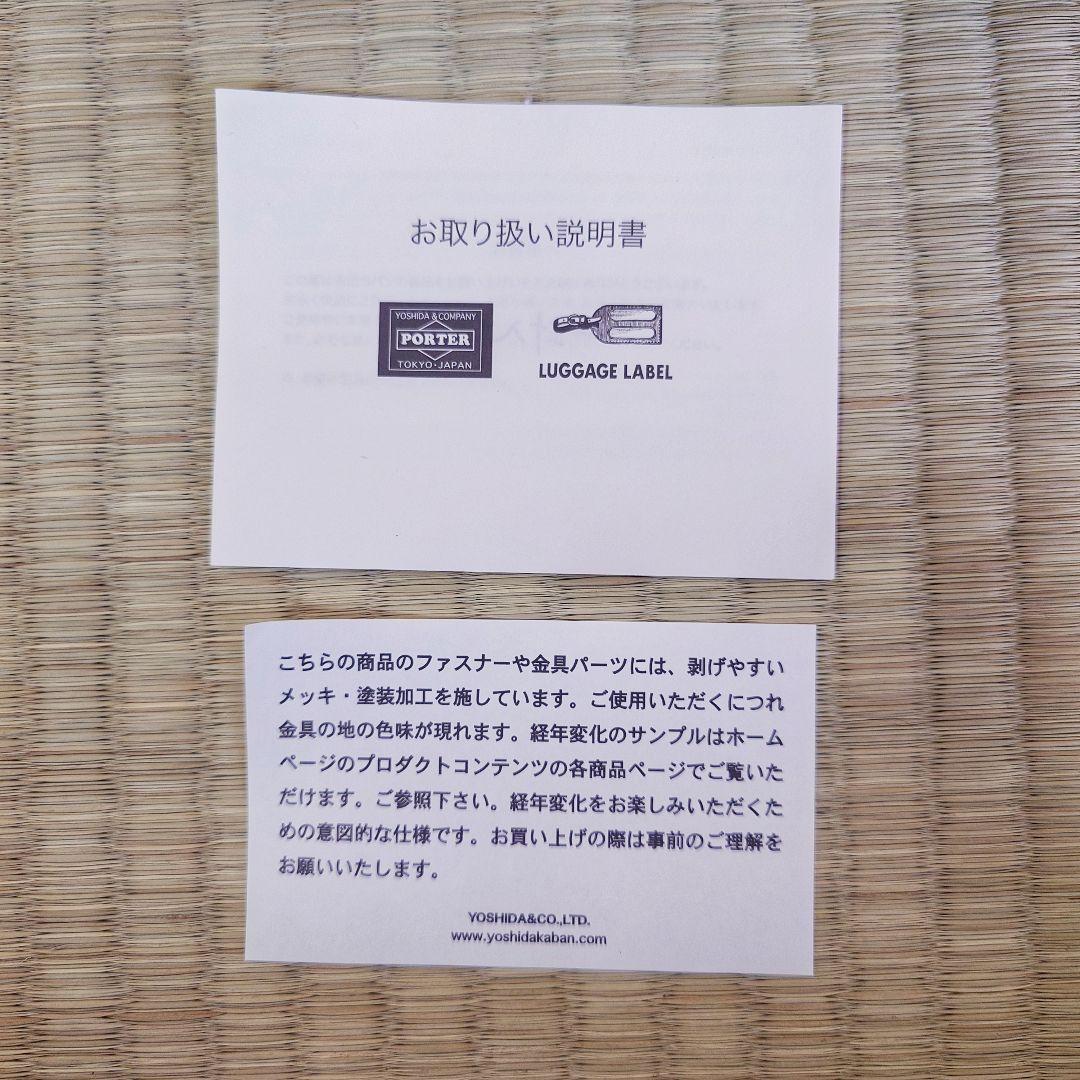 お取り扱い説明書
YOSHIDA & COMPANY
PORTER
TOKYO・JAPAN
LUGGAGE LABEL
こちらの商品のファスナーや金具パーツには、剥げやすい
メッキ・塗装加工を施しています。ご使用いただくにつれ
金具の地の色味が現れます。経年変化のサンプルはホーム
ページのプロダクトコンテンツの各商品ページでご覧いた
だけます。ご参照下さい。経年変化をお楽しみいただくた
めの意図的な仕様です。お買い上げの際は事前のご理解を
お願いいたします。
YOSHIDA&CO.,LTD.
www.yoshidakaban.com